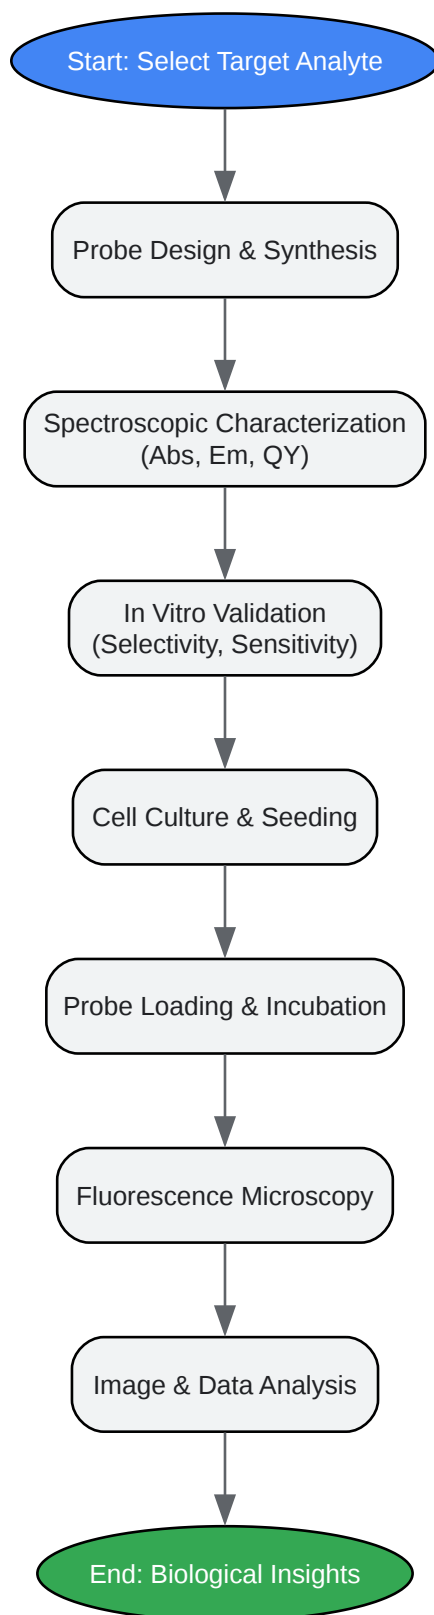 Start: Select Target Analyte
Probe Design & Synthesis
Spectroscopic Characterization
(Abs, Em, QY)
In Vitro Validation
(Selectivity, Sensitivity)
Cell Culture & Seeding
Probe Loading & Incubation
Fluorescence Microscopy
Image & Data Analysis
End: Biological Insights